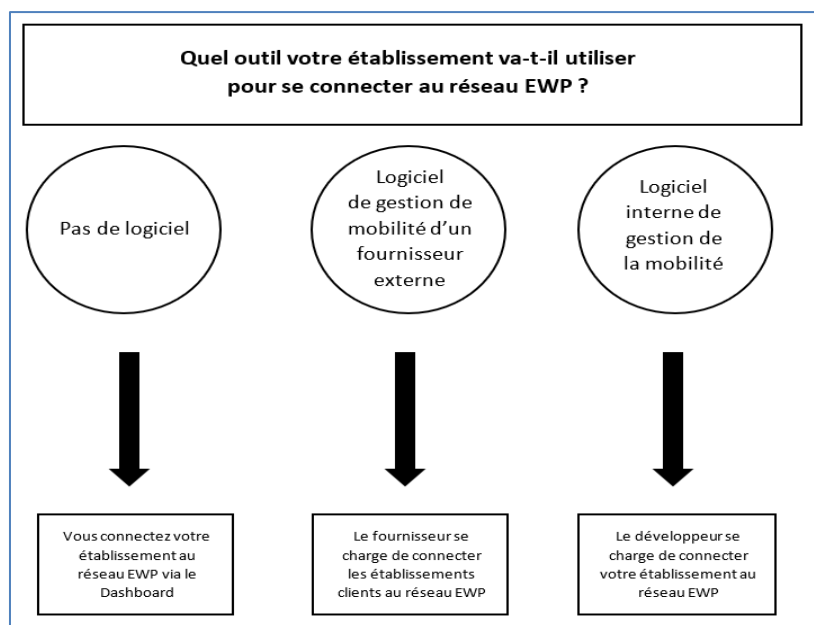 Quel outil votre établissement va-t-il utiliser
pour se connecter au réseau EWP ?
Pas de logiciel
Logiciel
de gestion de
mobilité d’un
fournisseur
externe
Logiciel
interne de
gestion de
la mobilité
Vous connectez votre
établissement au
réseau EWP via le
Dashboard
Le fournisseur se
charge de connecter
les établissements
clients au réseau EWP
Le développeur se
charge de connecter
votre établissement au
réseau EWP